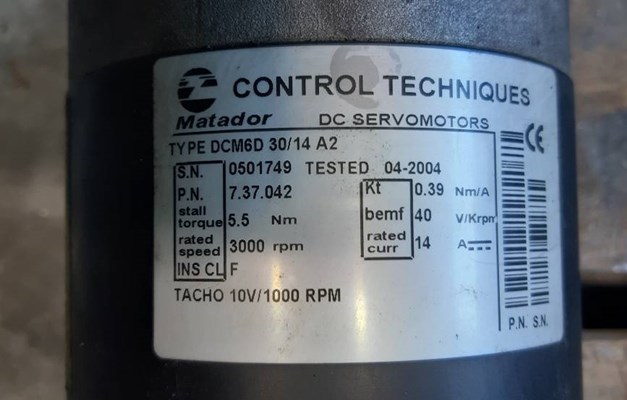 CONTROL TECHNIQUES
Matador DC SERVOMOTORS
TYPE DCM6D 30/14 A2 CE
S.N. 0501749 TESTED 04-2004
P.N. 7.37.042 Kt 0.39 Nm/A
stall torque 5.5 Nm bemf 40 V/Krpm
rated speed 3000 rpm rated curr 14 A
INS CL F
TACHO 10V/1000 RPM
P.N. S.N.